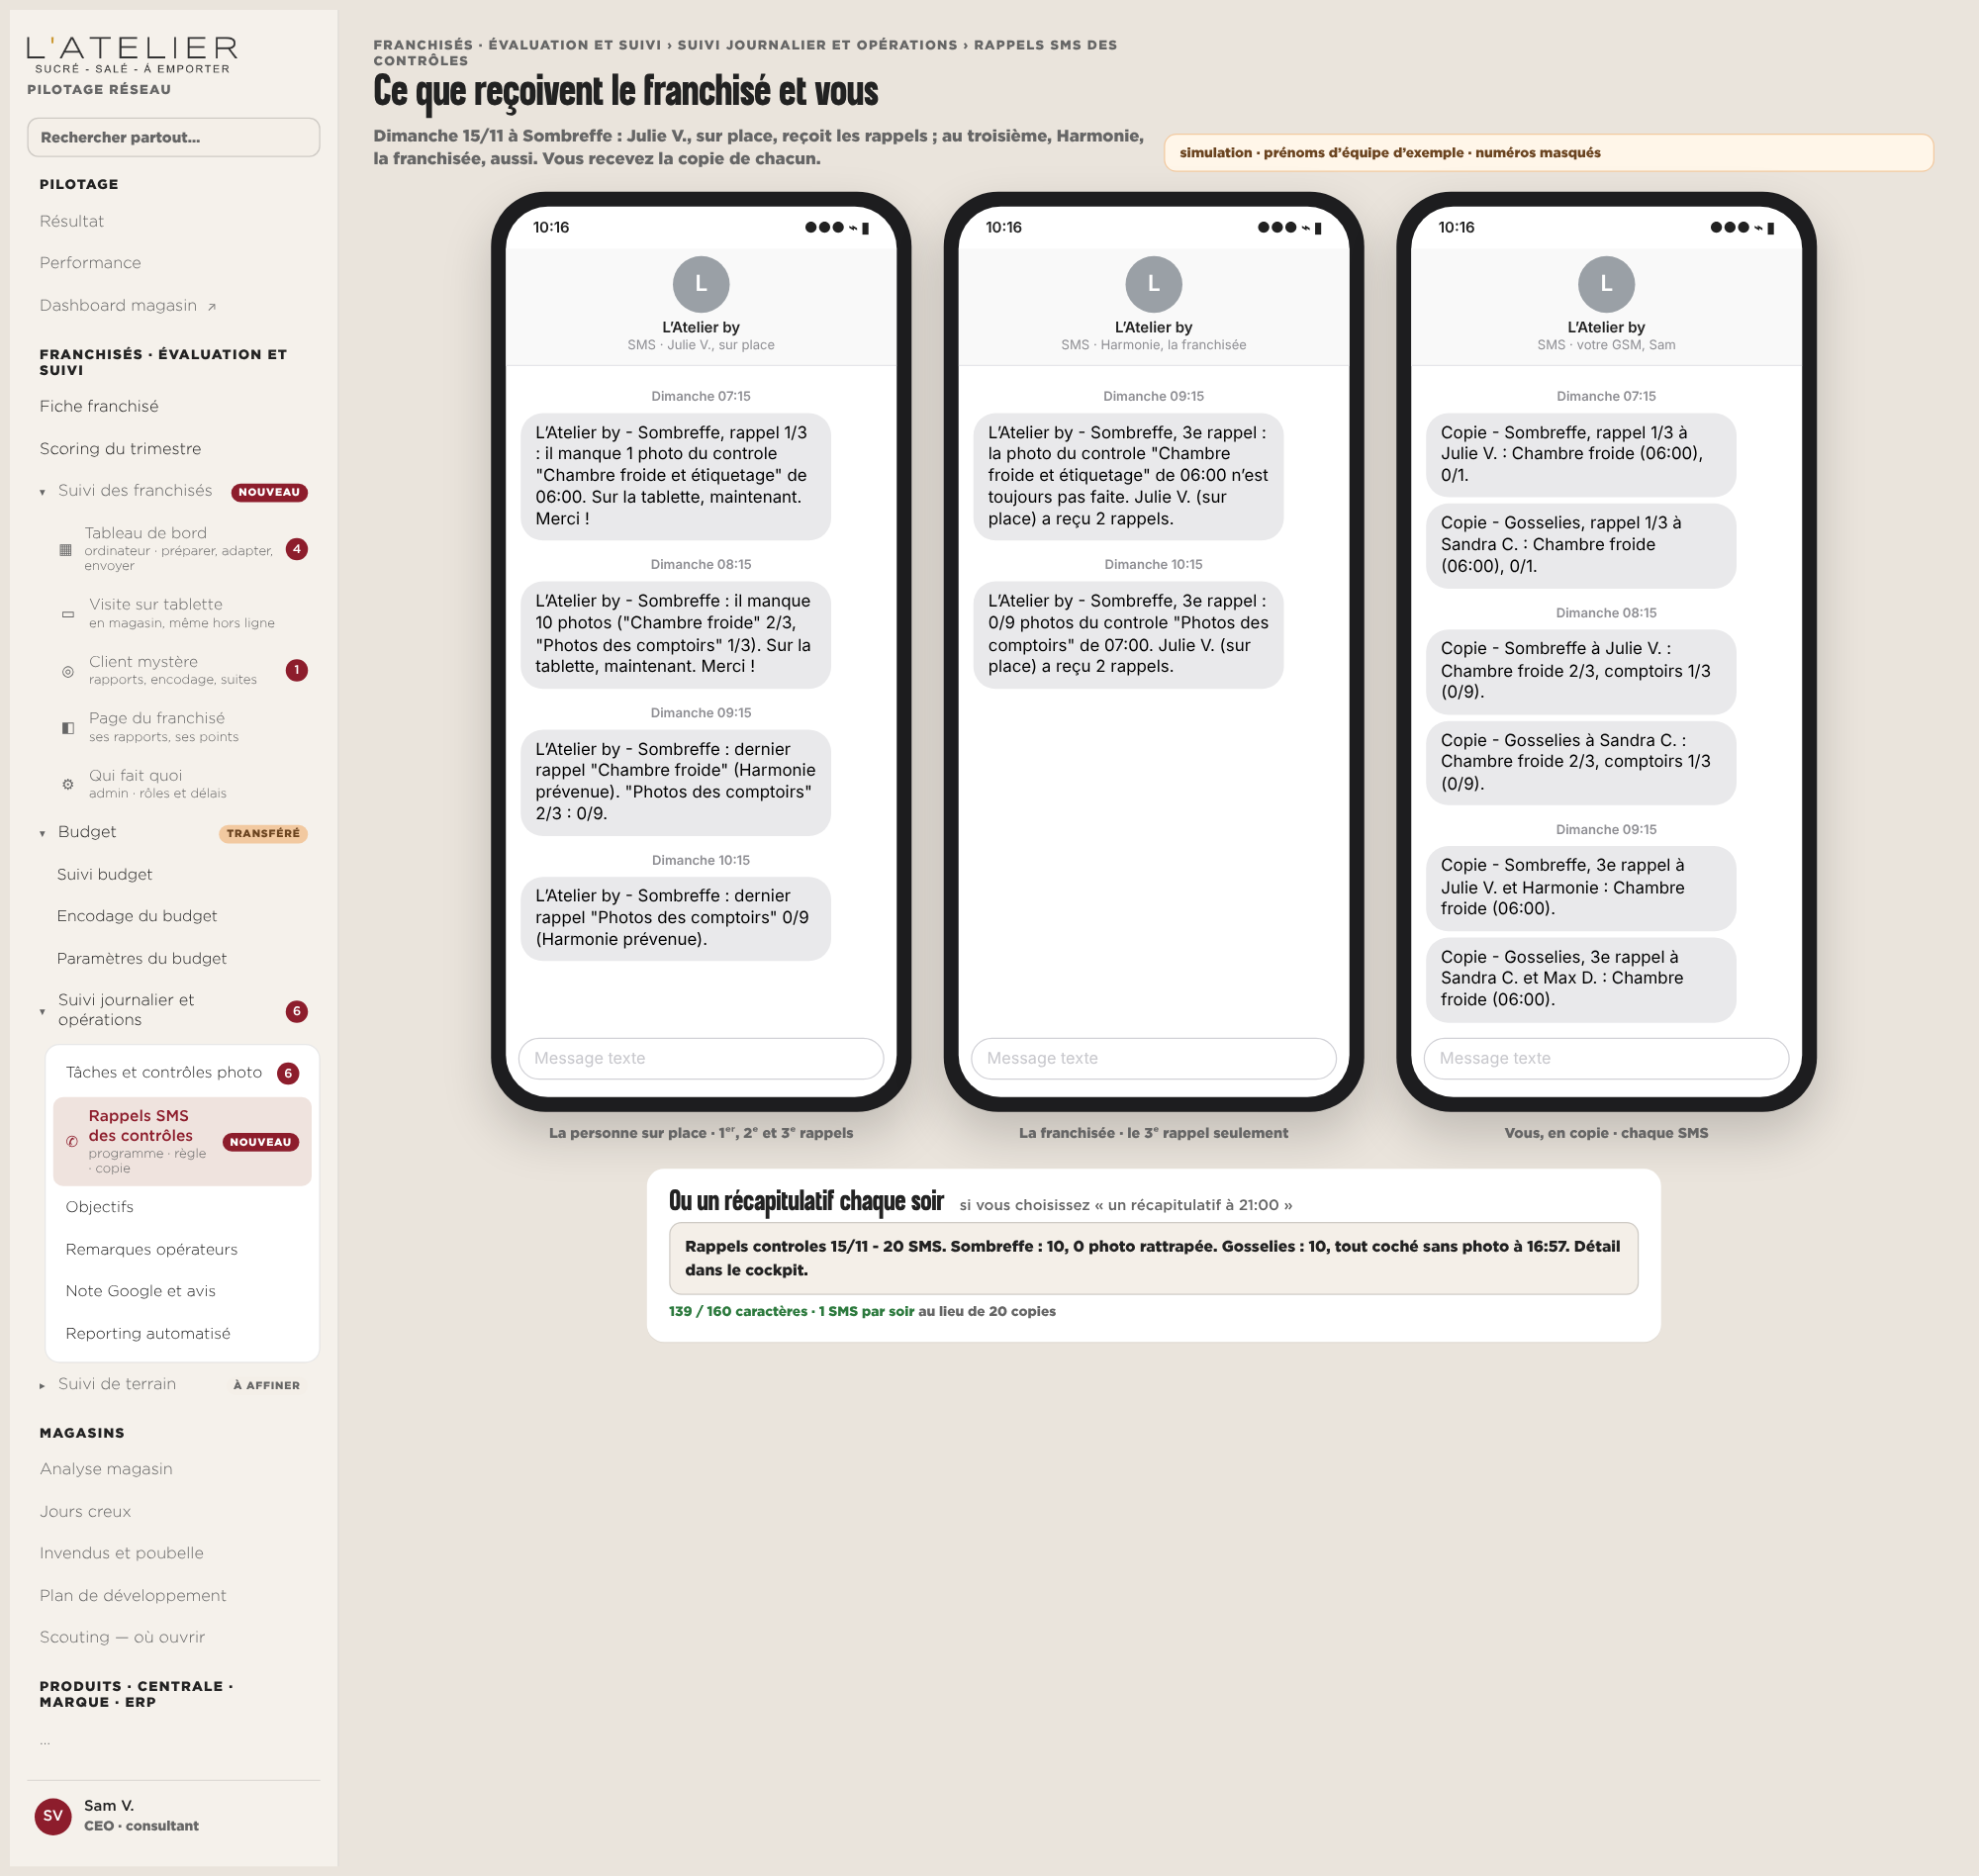 L'ATELIER
SUCRÉ - SALÉ - À EMPORTER
PILOTAGE RÉSEAU
Rechercher partout...
PILOTAGE
Résultat
Performance
Dashboard magasin ↗
FRANCHISÉS · ÉVALUATION ET
SUIVI
Fiche franchisé
Scoring du trimestre
Suivi des franchisés NOUVEAU
Tableau de bord
ordinateur · préparer, adapter,
envoyer
4
Visite sur tablette
en magasin, même hors ligne
Client mystère
rapports, encodage, suites
1
Page du franchisé
ses rapports, ses points
Qui fait quoi
admin · rôles et délais
Budget TRANSFÉRÉ
Suivi budget
Encodage du budget
Paramètres du budget
Suivi journalier et
opérations
6
Tâches et contrôles photo 6
Rappels SMS
des contrôles
NOUVEAU
programme · règle
· copie
Objectifs
Remarques opérateurs
Note Google et avis
Reporting automatisé
Suivi de terrain À AFFINER
MAGASINS
Analyse magasin
Jours creux
Invendus et poubelle
Plan de développement
Scouting — où ouvrir
PRODUITS · CENTRALE ·
MARQUE · ERP
...
SV
Sam V.
CEO · consultant
FRANCHISÉS · ÉVALUATION ET SUIVI › SUIVI JOURNALIER ET OPÉRATIONS › RAPPELS SMS DES
CONTRÔLES
Ce que reçoivent le franchisé et vous
Dimanche 15/11 à Sombreffe : Julie V., sur place, reçoit les rappels ; au troisième, Harmonie,
la franchisée, aussi. Vous recevez la copie de chacun.
simulation · prénoms d'équipe d'exemple · numéros masqués
10:16
L
L'Atelier by
SMS · Julie V., sur place
Dimanche 07:15
L'Atelier by - Sombreffe, rappel 1/3
: il manque 1 photo du controle
"Chambre froide et étiquetage" de
06:00. Sur la tablette, maintenant.
Merci !
Dimanche 08:15
L'Atelier by - Sombreffe : il manque
10 photos ("Chambre froide" 2/3,
"Photos des comptoirs" 1/3). Sur la
tablette, maintenant. Merci !
Dimanche 09:15
L'Atelier by - Sombreffe : dernier
rappel "Chambre froide" (Harmonie
prévenue). "Photos des comptoirs"
2/3 : 0/9.
Dimanche 10:15
L'Atelier by - Sombreffe : dernier
rappel "Photos des comptoirs" 0/9
(Harmonie prévenue).
Message texte
La personne sur place · 1er, 2e et 3e rappels
10:16
L
L'Atelier by
SMS · Harmonie, la franchisée
Dimanche 09:15
L'Atelier by - Sombreffe, 3e rappel :
la photo du controle "Chambre
froide et étiquetage" de 06:00 n'est
toujours pas faite. Julie V. (sur
place) a reçu 2 rappels.
Dimanche 10:15
L'Atelier by - Sombreffe, 3e rappel :
0/9 photos du controle "Photos des
comptoirs" de 07:00. Julie V. (sur
place) a reçu 2 rappels.
Message texte
La franchisée · le 3e rappel seulement
10:16
L
L'Atelier by
SMS · votre GSM, Sam
Dimanche 07:15
Copie - Sombreffe, rappel 1/3 à
Julie V. : Chambre froide (06:00),
0/1.
Copie - Gosselies, rappel 1/3 à
Sandra C. : Chambre froide
(06:00), 0/1.
Dimanche 08:15
Copie - Sombreffe à Julie V. :
Chambre froide 2/3, comptoirs 1/3
(0/9).
Copie - Gosselies à Sandra C. :
Chambre froide 2/3, comptoirs 1/3
(0/9).
Dimanche 09:15
Copie - Sombreffe, 3e rappel à
Julie V. et Harmonie : Chambre
froide (06:00).
Copie - Gosselies, 3e rappel à
Sandra C. et Max D. : Chambre
froide (06:00).
Message texte
Vous, en copie · chaque SMS
Ou un récapitulatif chaque soir si vous choisissez « un récapitulatif à 21:00 »
Rappels controles 15/11 - 20 SMS. Sombreffe : 10, 0 photo rattrapée. Gosselies : 10, tout coché sans photo à 16:57. Détail
dans le cockpit.
139 / 160 caractères · 1 SMS par soir au lieu de 20 copies